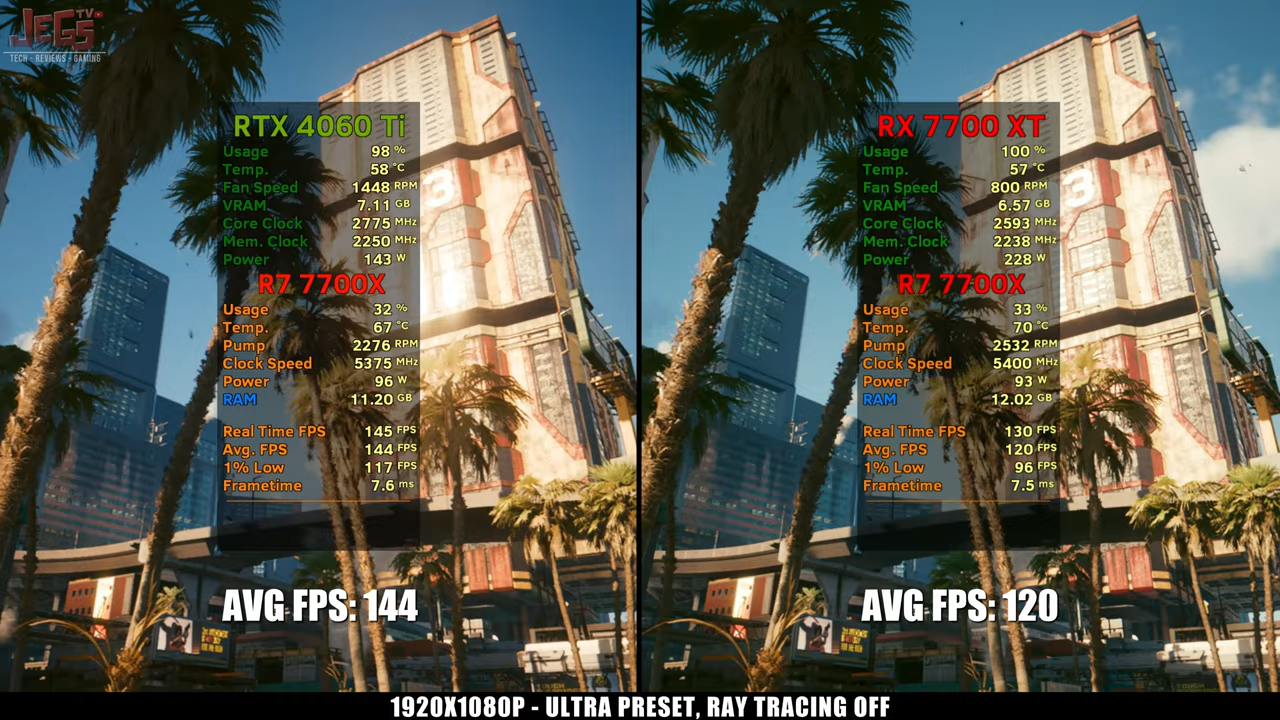 JEGS TV
TECH - REVIEWS - GAMING
RTX 4060 Ti
Usage 98 %
Temp. 58 °C
Fan Speed 1448 RPM
VRAM 7.11 GB
Core Clock 2775 MHz
Mem. Clock 2250 MHz
Power 143 W
R7 7700X
Usage 32 %
Temp. 67 °C
Pump 2276 RPM
Clock Speed 5375 MHz
Power 96 W
RAM 11.20 GB
Real Time FPS 145 FPS
Avg. FPS 144 FPS
1% Low 117 FPS
Frametime 7.6 ms
AVG FPS: 144
3
RX 7700 XT
Usage 100 %
Temp. 57 °C
Fan Speed 800 RPM
VRAM 6.57 GB
Core Clock 2593 MHz
Mem. Clock 2238 MHz
Power 228 W
R7 7700X
Usage 33 %
Temp. 70 °C
Pump 2532 RPM
Clock Speed 5400 MHz
Power 93 W
RAM 12.02 GB
Real Time FPS 130 FPS
Avg. FPS 120 FPS
1% Low 96 FPS
Frametime 7.5 ms
AVG FPS: 120
3
1920X1080P - ULTRA PRESET, RAY TRACING OFF